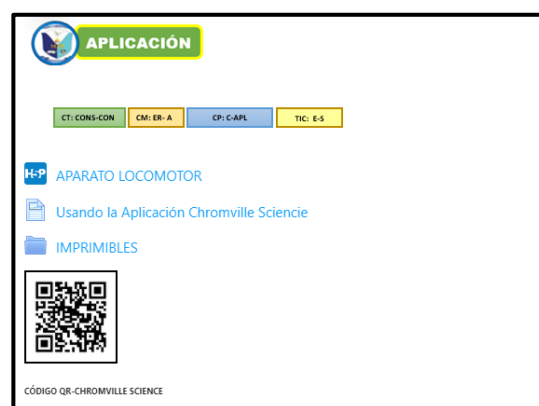 APLICACIÓN
CT: CONS-CON CM: ER- A CP: C-APL TIC: E-S
H-P APARATO LOCOMOTOR
Usando la Aplicación Chromville Sciencie
IMPRIMIBLES
CÓDIGO QR-CHROMVILLE SCIENCE